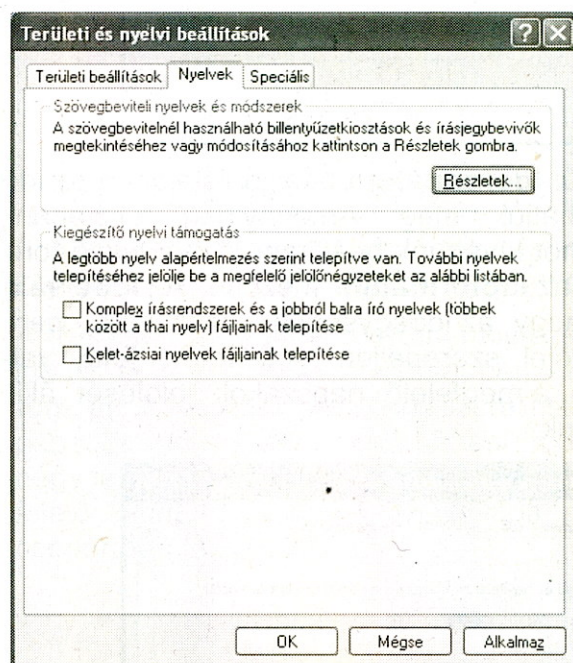 Területi és nyelvi beállítások
Területi beállítások Nyelvek Speciális
Szövegbeviteli nyelvek és módszerek
A szövegbevitelnél használható billentyűzetkiosztások és írásjegybevivők
megtekintéséhez vagy módosításához kattintson a Részletek gombra.
Részletek...
Kiegészítő nyelvi támogatás
A legtöbb nyelv alapértelmezés szerint telepítve van. További nyelvek
telepítéséhez jelölje be a megfelelő jelölőnégyzeteket az alábbi listában.
Komplex írásrendszerek és a jobbról balra író nyelvek (többek
között a thai nyelv) fájljainak telepítése
Kelet-ázsiai nyelvek fájljainak telepítése
OK Mégse Alkalmaz